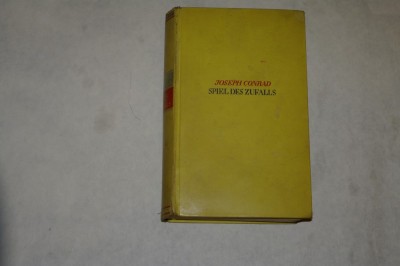 JOSEPH CONRAD
SPIEL DES ZUFALLS